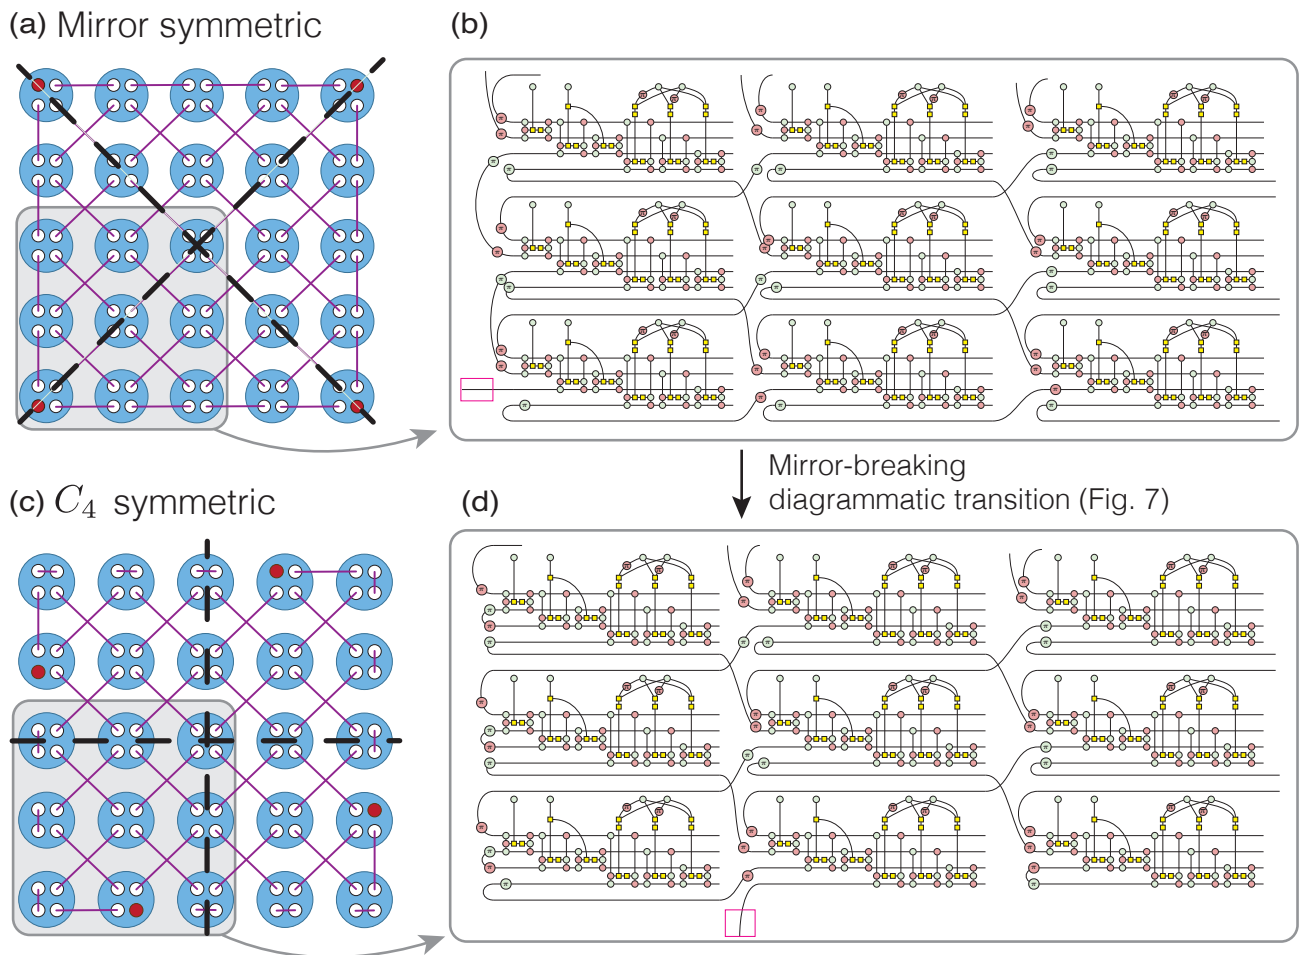 (a) Mirror symmetric
(b)
Mirror-breaking
diagrammatic transition (Fig. 7)
(c) C₄ symmetric
(d)